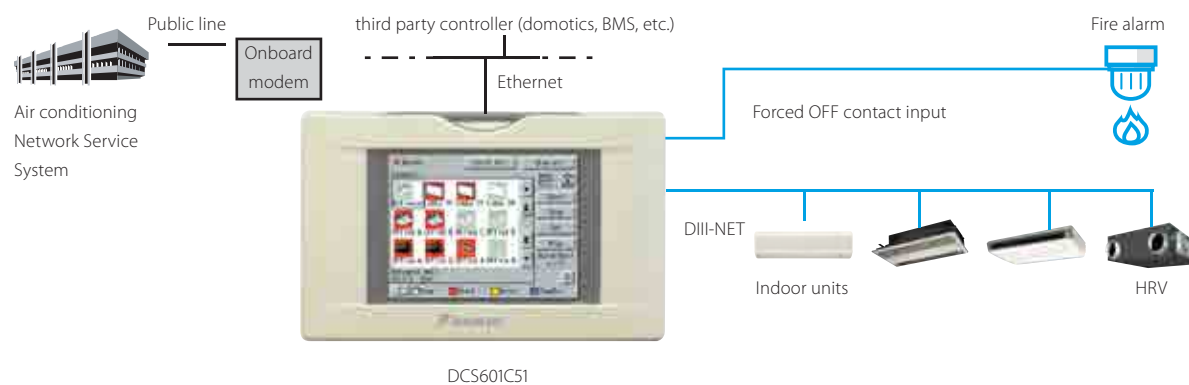 Public line
third party controller (domotics, BMS, etc.)
Fire alarm
Onboard
modem
Ethernet
Air conditioning
Network Service
System
Forced OFF contact input
DIII-NET
Indoor units
HRV
DCS601C51